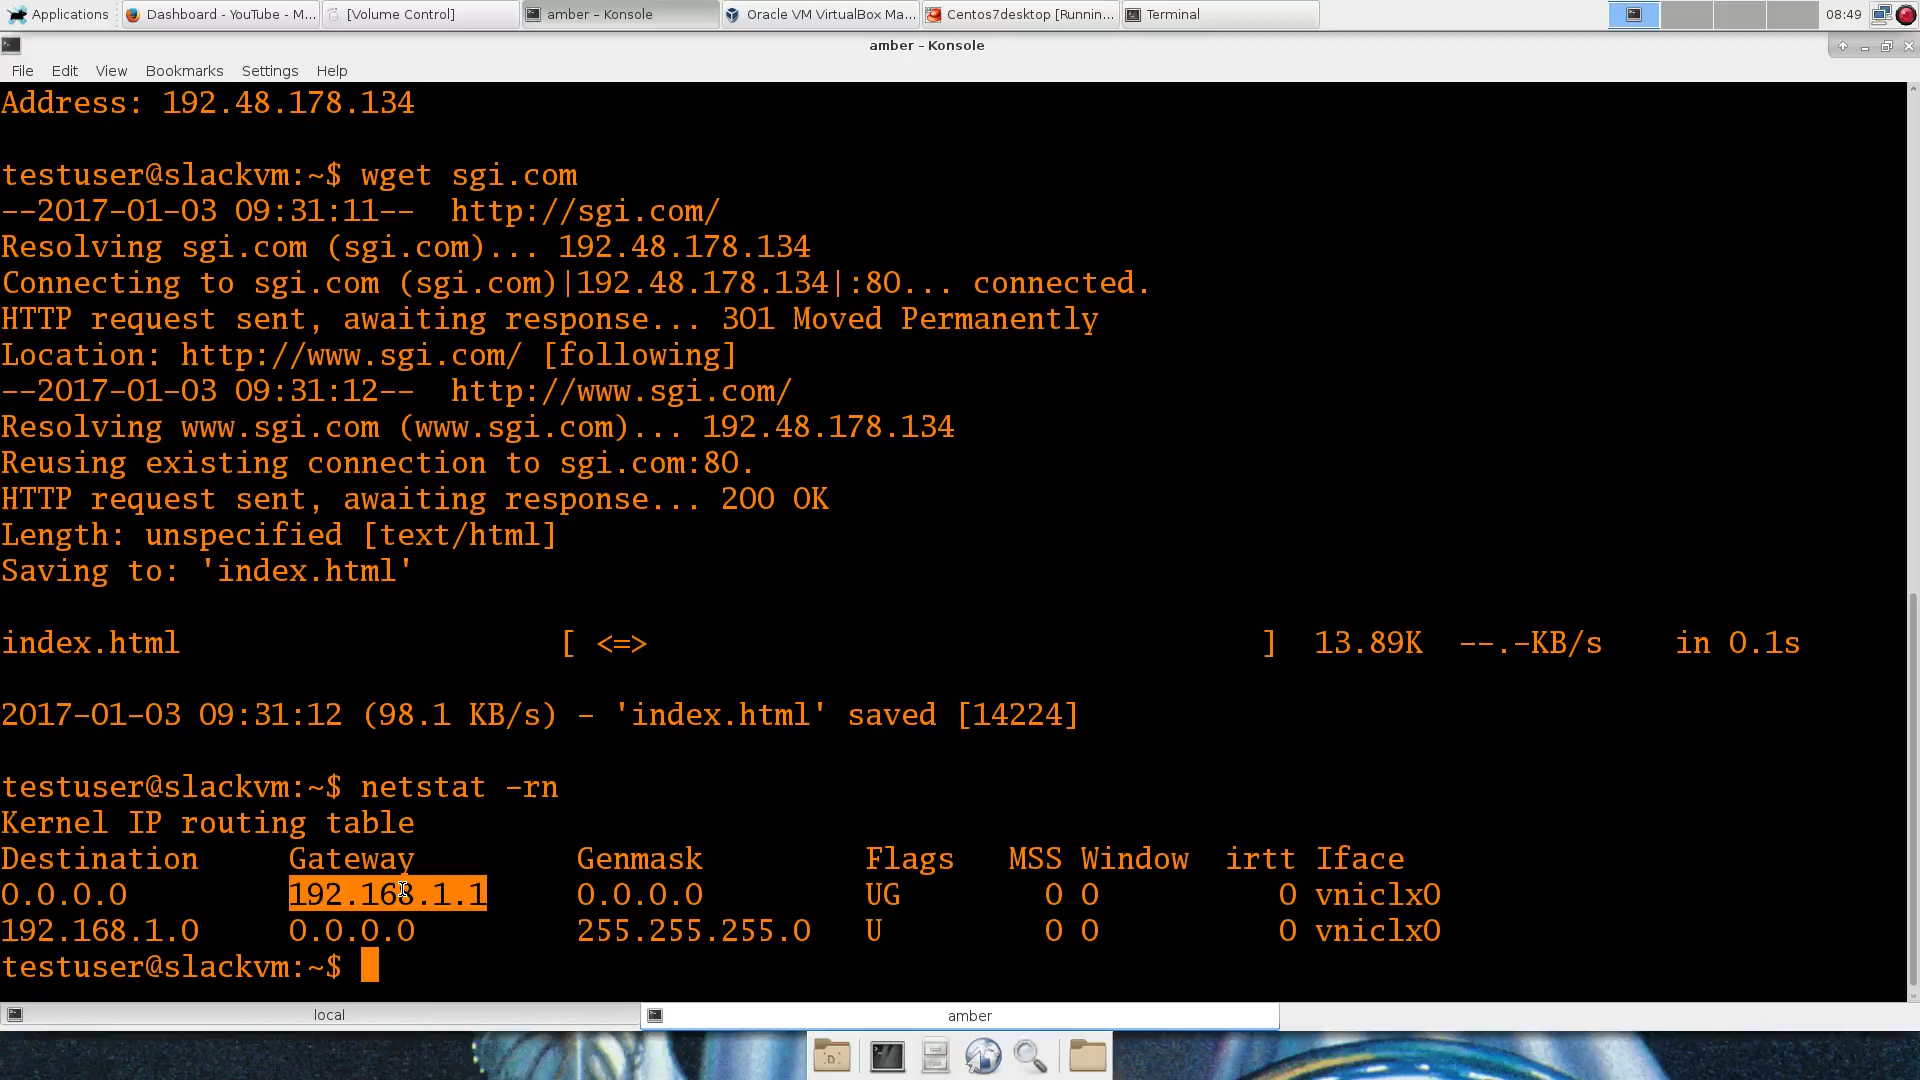 Applications
Dashboard - YouTube - M...
[Volume Control]
amber – Konsole
Oracle VM VirtualBox Ma...
Centos7desktop [Runnin...
Terminal
08:49
amber – Konsole
File Edit View Bookmarks Settings Help
Address: 192.48.178.134
testuser@slackvm:~$ wget sgi.com
--2017-01-03 09:31:11--  http://sgi.com/
Resolving sgi.com (sgi.com)... 192.48.178.134
Connecting to sgi.com (sgi.com)|192.48.178.134|:80... connected.
HTTP request sent, awaiting response... 301 Moved Permanently
Location: http://www.sgi.com/ [following]
--2017-01-03 09:31:12--  http://www.sgi.com/
Resolving www.sgi.com (www.sgi.com)... 192.48.178.134
Reusing existing connection to sgi.com:80.
HTTP request sent, awaiting response... 200 OK
Length: unspecified [text/html]
Saving to: 'index.html'
index.html [ <=> ] 13.89K --.-KB/s in 0.1s
2017-01-03 09:31:12 (98.1 KB/s) - 'index.html' saved [14224]
testuser@slackvm:~$ netstat -rn
Kernel IP routing table
Destination Gateway Genmask Flags MSS Window irtt Iface
0.0.0.0 192.168.1.1 0.0.0.0 UG 0 0 0 vniclx0
192.168.1.0 0.0.0.0 255.255.255.0 U 0 0 0 vniclx0
testuser@slackvm:~$
local
amber